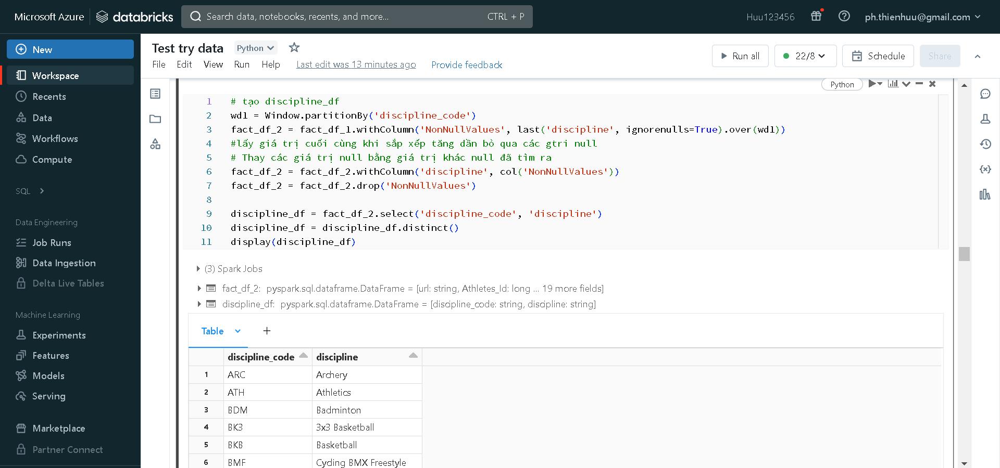 Microsoft Azure databricks Search data, notebooks, recents, and more... CTRL + P Huu123456 ph.thienhuu@gmail.com
New
Workspace
Recents
Data
Workflows
Compute
SQL
Data Engineering
Job Runs
Data Ingestion
Delta Live Tables
Machine Learning
Experiments
Features
Models
Serving
Marketplace
Partner Connect
Test try data Python
File Edit View Run Help Last edit was 13 minutes ago Provide feedback
Run all 22/8 Schedule Share
Python
1 # tạo discipline_df
2 wd1 = Window.partitionBy('discipline_code')
3 fact_df_2 = fact_df_1.withColumn('NonNullValues', last('discipline', ignorenulls=True).over(wd1))
4 #lấy giá trị cuối cùng khi sắp xếp tăng dần bỏ qua các gtri null
5 # Thay các giá trị null bằng giá trị khác null đã tìm ra
6 fact_df_2 = fact_df_2.withColumn('discipline', col('NonNullValues'))
7 fact_df_2 = fact_df_2.drop('NonNullValues')
8
9 discipline_df = fact_df_2.select('discipline_code', 'discipline')
10 discipline_df = discipline_df.distinct()
11 display(discipline_df)
(3) Spark Jobs
fact_df_2: pyspark.sql.dataframe.DataFrame = [url: string, Athletes_Id: long ... 19 more fields]
discipline_df: pyspark.sql.dataframe.DataFrame = [discipline_code: string, discipline: string]
Table +
discipline_code discipline
1 ARC Archery
2 ATH Athletics
3 BDM Badminton
4 BK3 3x3 Basketball
5 BKB Basketball
6 BMF Cycling BMX Freestyle